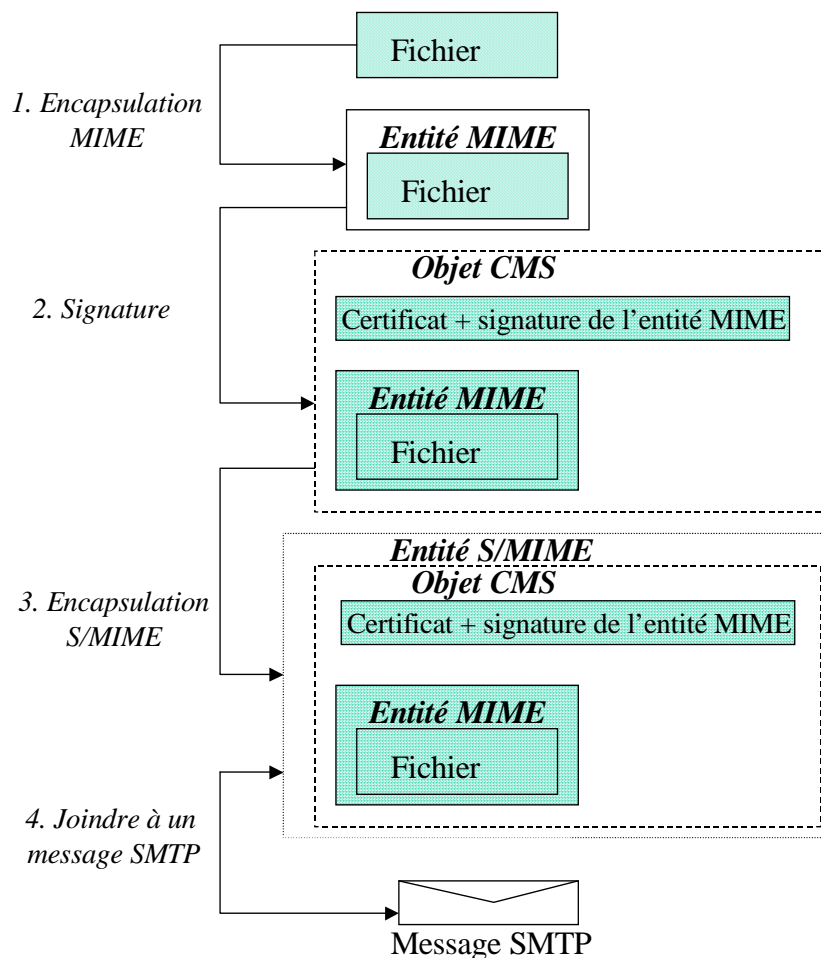 Fichier
1. Encapsulation
MIME
Entité MIME
Fichier
2. Signature
Objet CMS
Certificat + signature de l’entité MIME
Entité MIME
Fichier
3. Encapsulation
S/MIME
Entité S/MIME
Objet CMS
Certificat + signature de l’entité MIME
Entité MIME
Fichier
4. Joindre à un
message SMTP
Message SMTP